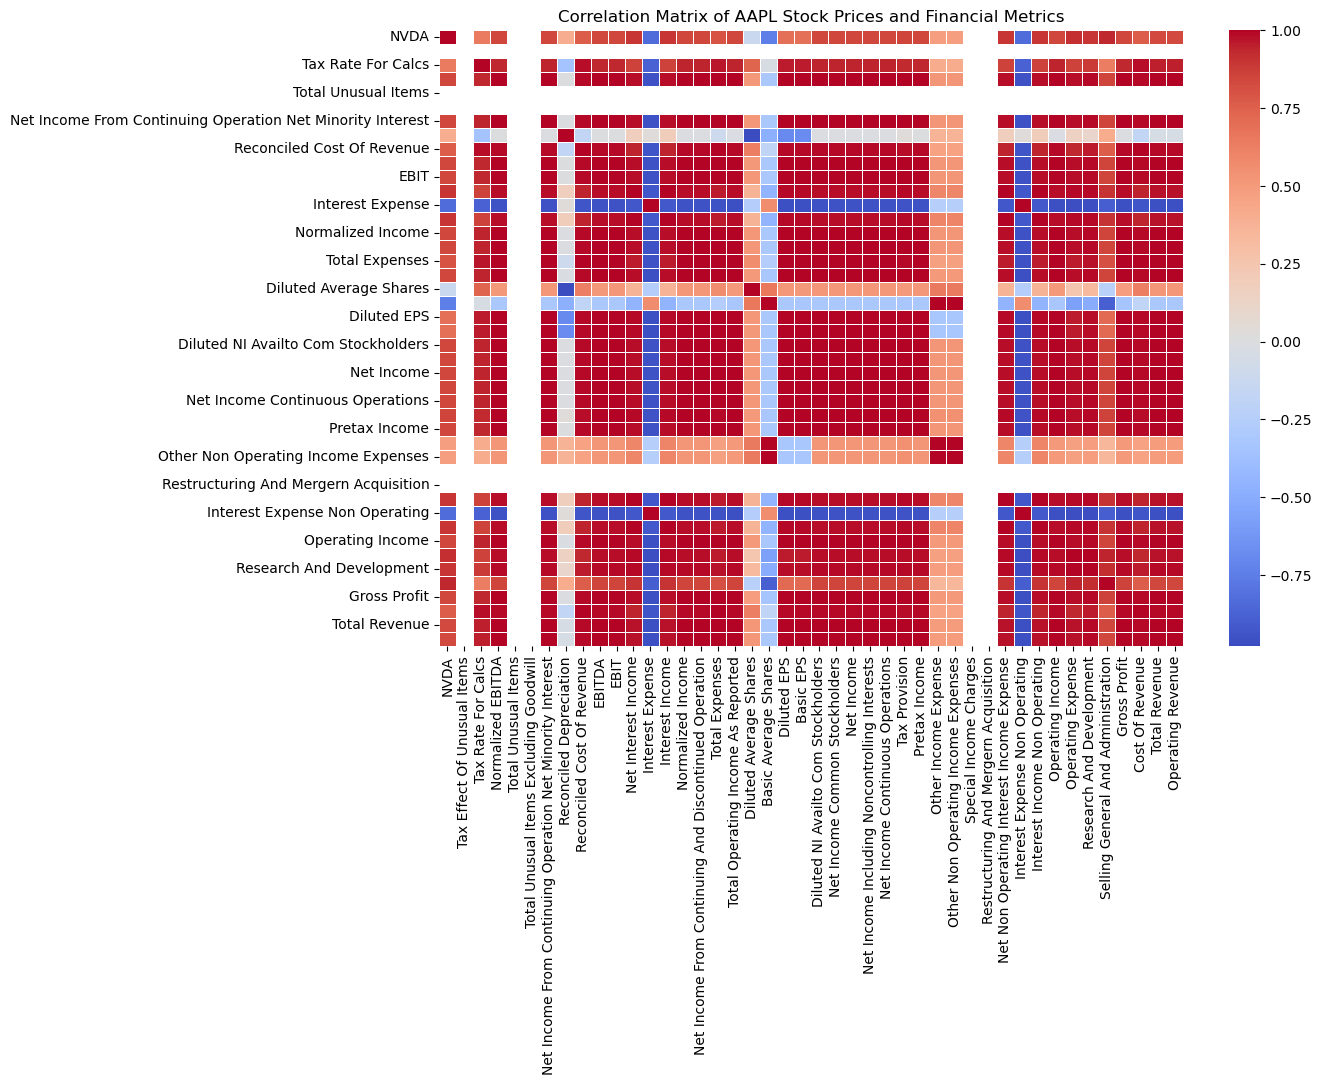 Correlation Matrix of AAPL Stock Prices and Financial Metrics
NVDA
Tax Rate For Calcs
Total Unusual Items
Net Income From Continuing Operation Net Minority Interest
Reconciled Cost Of Revenue
EBIT
Interest Expense
Normalized Income
Total Expenses
Diluted Average Shares
Diluted EPS
Diluted NI Availto Com Stockholders
Net Income
Net Income Continuous Operations
Pretax Income
Other Non Operating Income Expenses
Restructuring And Mergern Acquisition
Interest Expense Non Operating
Operating Income
Research And Development
Gross Profit
Total Revenue
NVDA
Tax Effect Of Unusual Items
Tax Rate For Calcs
Normalized EBITDA
Total Unusual Items
Total Unusual Items Excluding Goodwill
Net Income From Continuing Operation Net Minority Interest
Reconciled Depreciation
Reconciled Cost Of Revenue
EBITDA
EBIT
Net Interest Income
Interest Expense
Interest Income
Normalized Income
Net Income From Continuing And Discontinued Operation
Total Expenses
Total Operating Income As Reported
Diluted Average Shares
Basic Average Shares
Diluted EPS
Basic EPS
Diluted NI Availto Com Stockholders
Net Income Common Stockholders
Net Income
Net Income Including Noncontrolling Interests
Net Income Continuous Operations
Tax Provision
Pretax Income
Other Income Expense
Other Non Operating Income Expenses
Special Income Charges
Restructuring And Mergern Acquisition
Net Non Operating Interest Income Expense
Interest Expense Non Operating
Interest Income Non Operating
Operating Income
Operating Expense
Research And Development
Selling General And Administration
Gross Profit
Cost Of Revenue
Total Revenue
Operating Revenue
1.00
0.75
0.50
0.25
0.00
−0.25
−0.50
−0.75